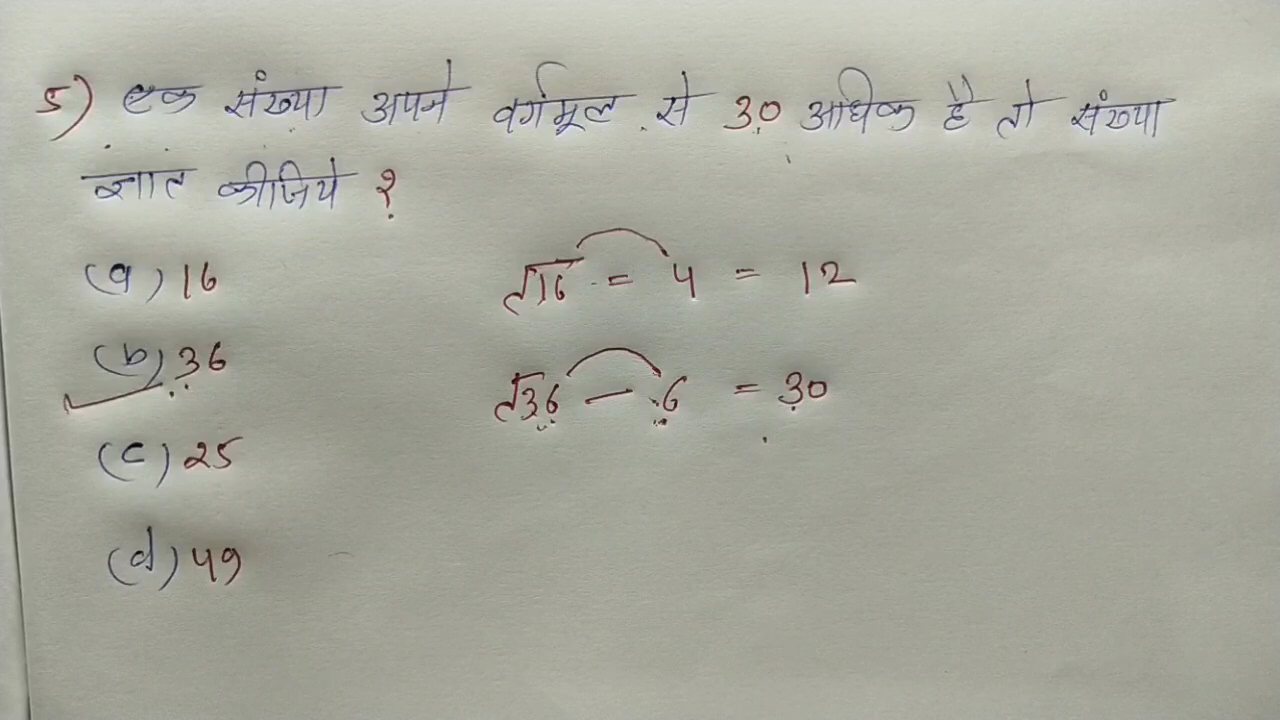 5) एक संख्या अपने वर्गमूल से 30 अधिक है तो संख्या
ज्ञात कीजिये ?
(a) 16
√16 = 4 = 12
(b) 36
√36 — 6 = 30
(c) 25
(d) 49